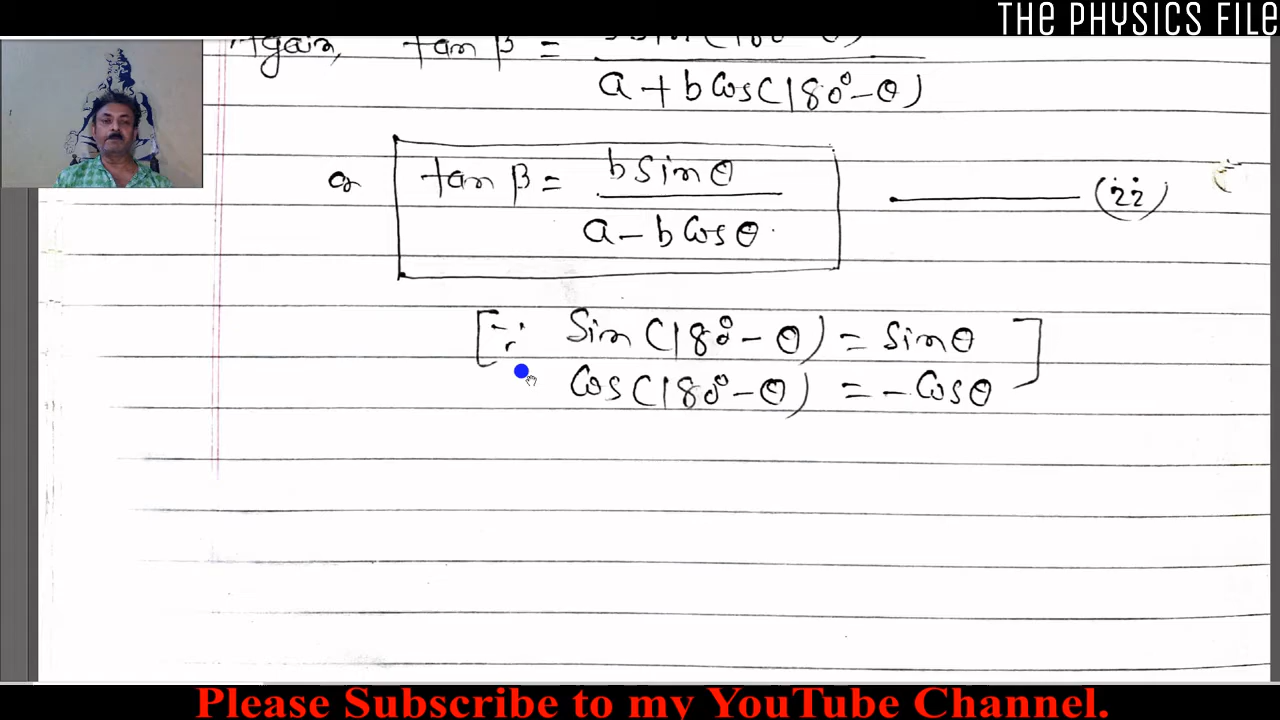 THE PHYSICS FILE
Again, tan β =
a + b Cos(180° - θ)
or tan β = b sin θ
a - b Cos θ
(ii)
[∵ Sin (180° - θ) = sin θ
Cos (180° - θ) = - Cos θ ]
Please Subscribe to my YouTube Channel.